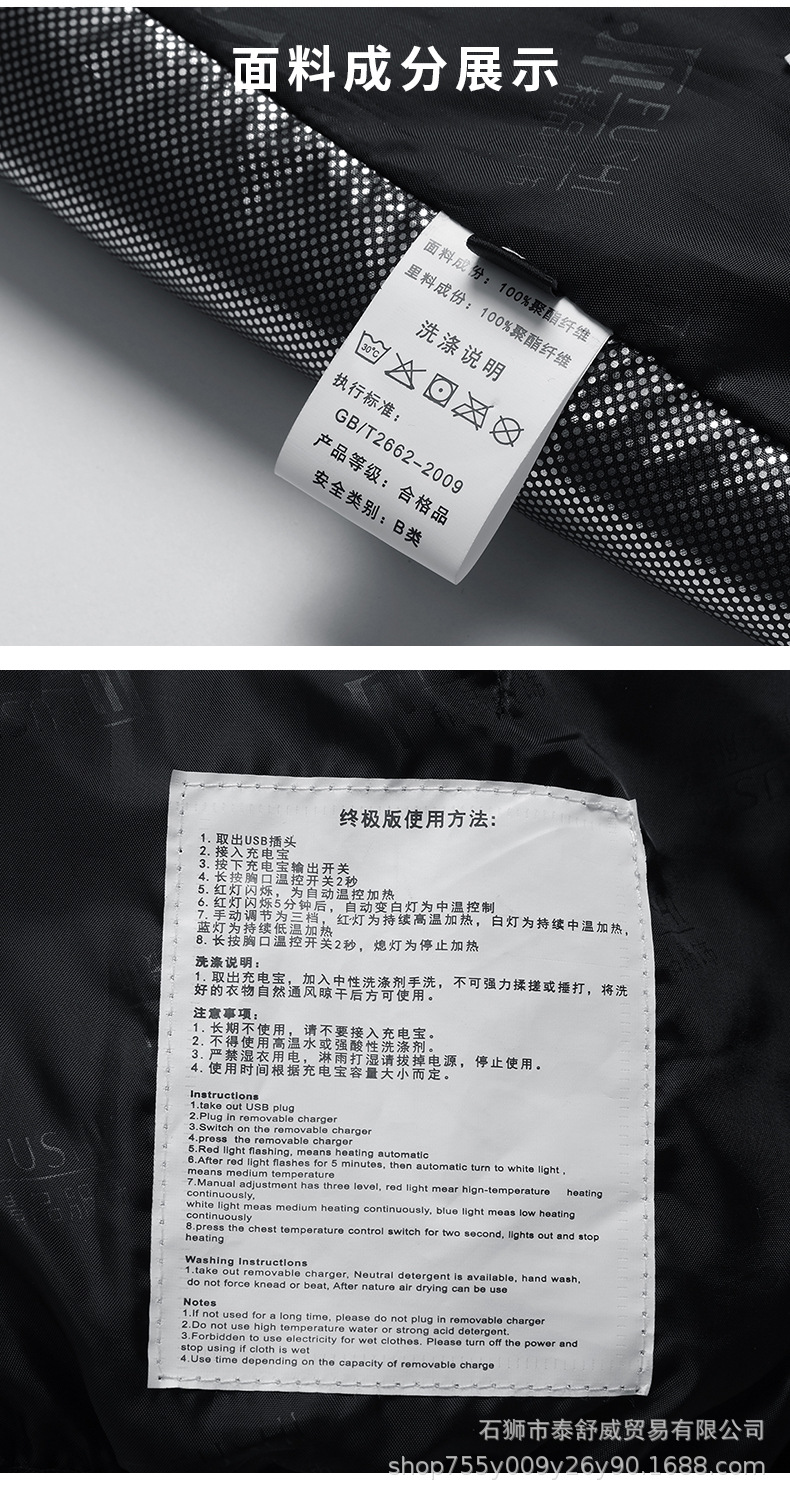 面料成分展示
FUSHI
面料成份：100%聚酯纤维
里料成份：100%聚酯纤维
洗涤说明
30℃
执行标准：
GB/T2662-2009
产品等级：合格品
安全类别：B类
终极版使用方法:
1. 取出USB插头
2. 接入充电宝
3. 按下充电宝输出开关
4. 长按胸口温控开关2秒
5. 红灯闪烁，为自动温控加热
6. 红灯闪烁5分钟后，自动变白灯为中温控制
7. 手动调节为三档，红灯为持续高温加热，白灯为持续中温加热，
蓝灯为持续低温加热
8. 长按胸口温控开关2秒，熄灯为停止加热
洗涤说明:
1. 取出充电宝，加入中性洗涤剂手洗，不可强力揉搓或捶打，将洗
好的衣物自然通风晾干后方可使用。
注意事项:
1. 长期不使用，请不要接入充电宝。
2. 不得使用高温水或强酸性洗涤剂。
3. 严禁湿衣用电，淋雨打湿请拔掉电源，停止使用。
4. 使用时间根据充电宝容量大小而定。
Instructions
1.take out USB plug
2.Plug in removable charger
3.Switch on the removable charger
4.press the removable charger
5.Red light flashing, means heating automatic
6.After red light flashes for 5 minutes, then automatic turn to white light ,
means medium temperature
7.Manual adjustment has three level, red light mear hign-temperature heating
continuously,
white light meas medium heating continuously, blue light meas low heating
continuously
8.press the chest temperature control switch for two second, lights out and stop
heating
Washing Instructions
1.take out removable charger, Neutral detergent is available, hand wash,
do not force knead or beat, After nature air drying can be use
Notes
1.If not used for a long time, please do not plug in removable charger
2.Do not use high temperature water or strong acid detergent.
3.Forbidden to use electricity for wet clothes. Please turn off the power and
stop using if cloth is wet
4.Use time depending on the capacity of removable charge
石狮市泰舒威贸易有限公司
shop755y009y26y90.1688.com